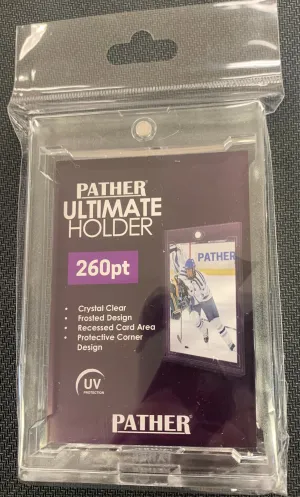 PATHER®
ULTIMATE
HOLDER
260pt
PATHER
• Crystal Clear
• Frosted Design
• Recessed Card Area
• Protective Corner
Design
UV
PROTECTION
PATHER®